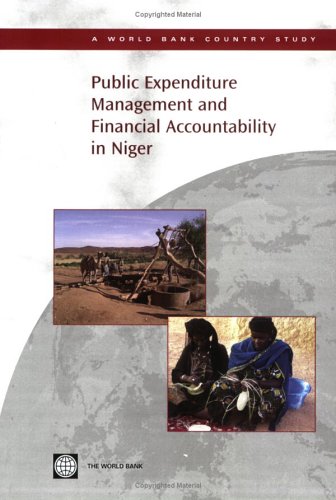 Copyrighted Material
A WORLD BANK COUNTRY STUDY
Public Expenditure
Management and
Financial Accountability
in Niger
THE WORLD BANK
Copyrighted Material